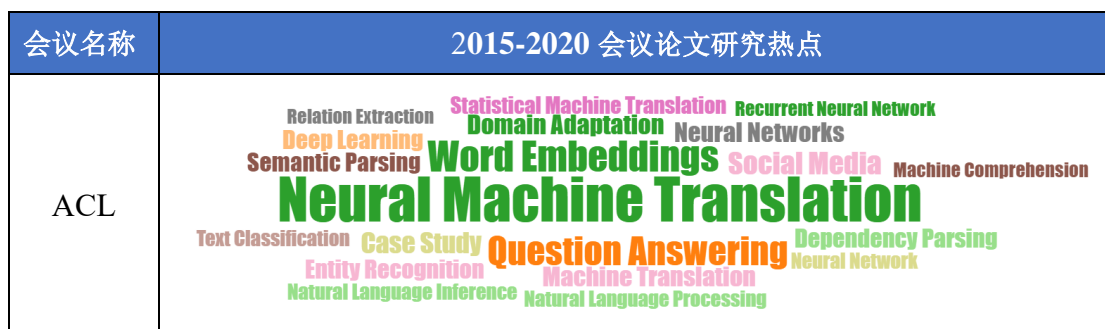 会议名称
2015-2020 会议论文研究热点
ACL
Statistical Machine Translation
Recurrent Neural Network
Relation Extraction
Domain Adaptation
Neural Networks
Deep Learning
Semantic Parsing
Word Embeddings
Social Media
Machine Comprehension
Neural Machine Translation
Text Classification
Case Study
Question Answering
Dependency Parsing
Neural Network
Entity Recognition
Machine Translation
Natural Language Inference
Natural Language Processing